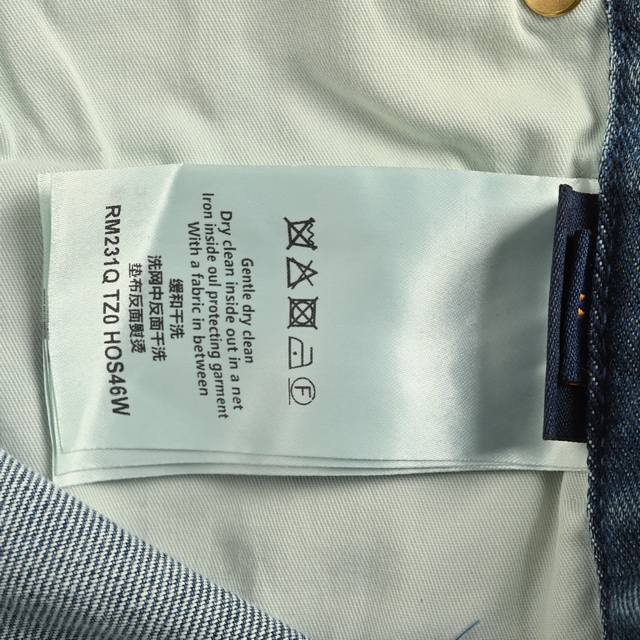 Gentle dry clean
Dry clean inside out in a net
Iron inside oul protecting garment
With a fabric in between
缓和干洗
洗网中反面干洗
垫布反面熨烫
RM231Q TZ0 HOS46W